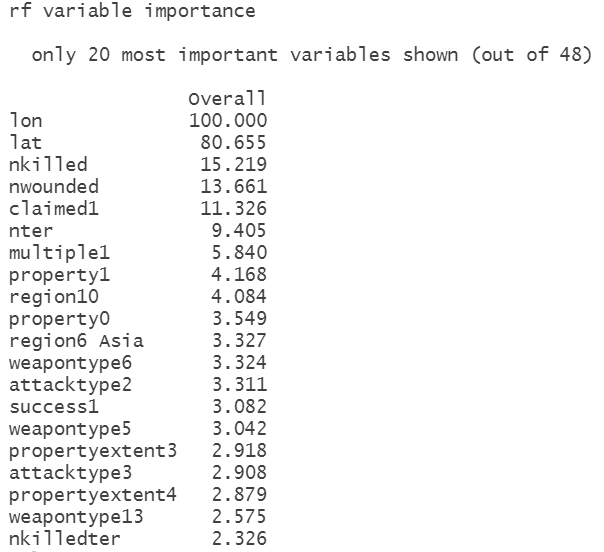 rf variable importance
only 20 most important variables shown (out of 48)
Overall
lon 100.000
lat 80.655
nkilled 15.219
nwounded 13.661
claimed1 11.326
nter 9.405
multiple1 5.840
property1 4.168
region10 4.084
property0 3.549
region6 Asia 3.327
weapontype6 3.324
attacktype2 3.311
success1 3.082
weapontype5 3.042
propertyextent3 2.918
attacktype3 2.908
propertyextent4 2.879
weapontype13 2.575
nkilledter 2.326